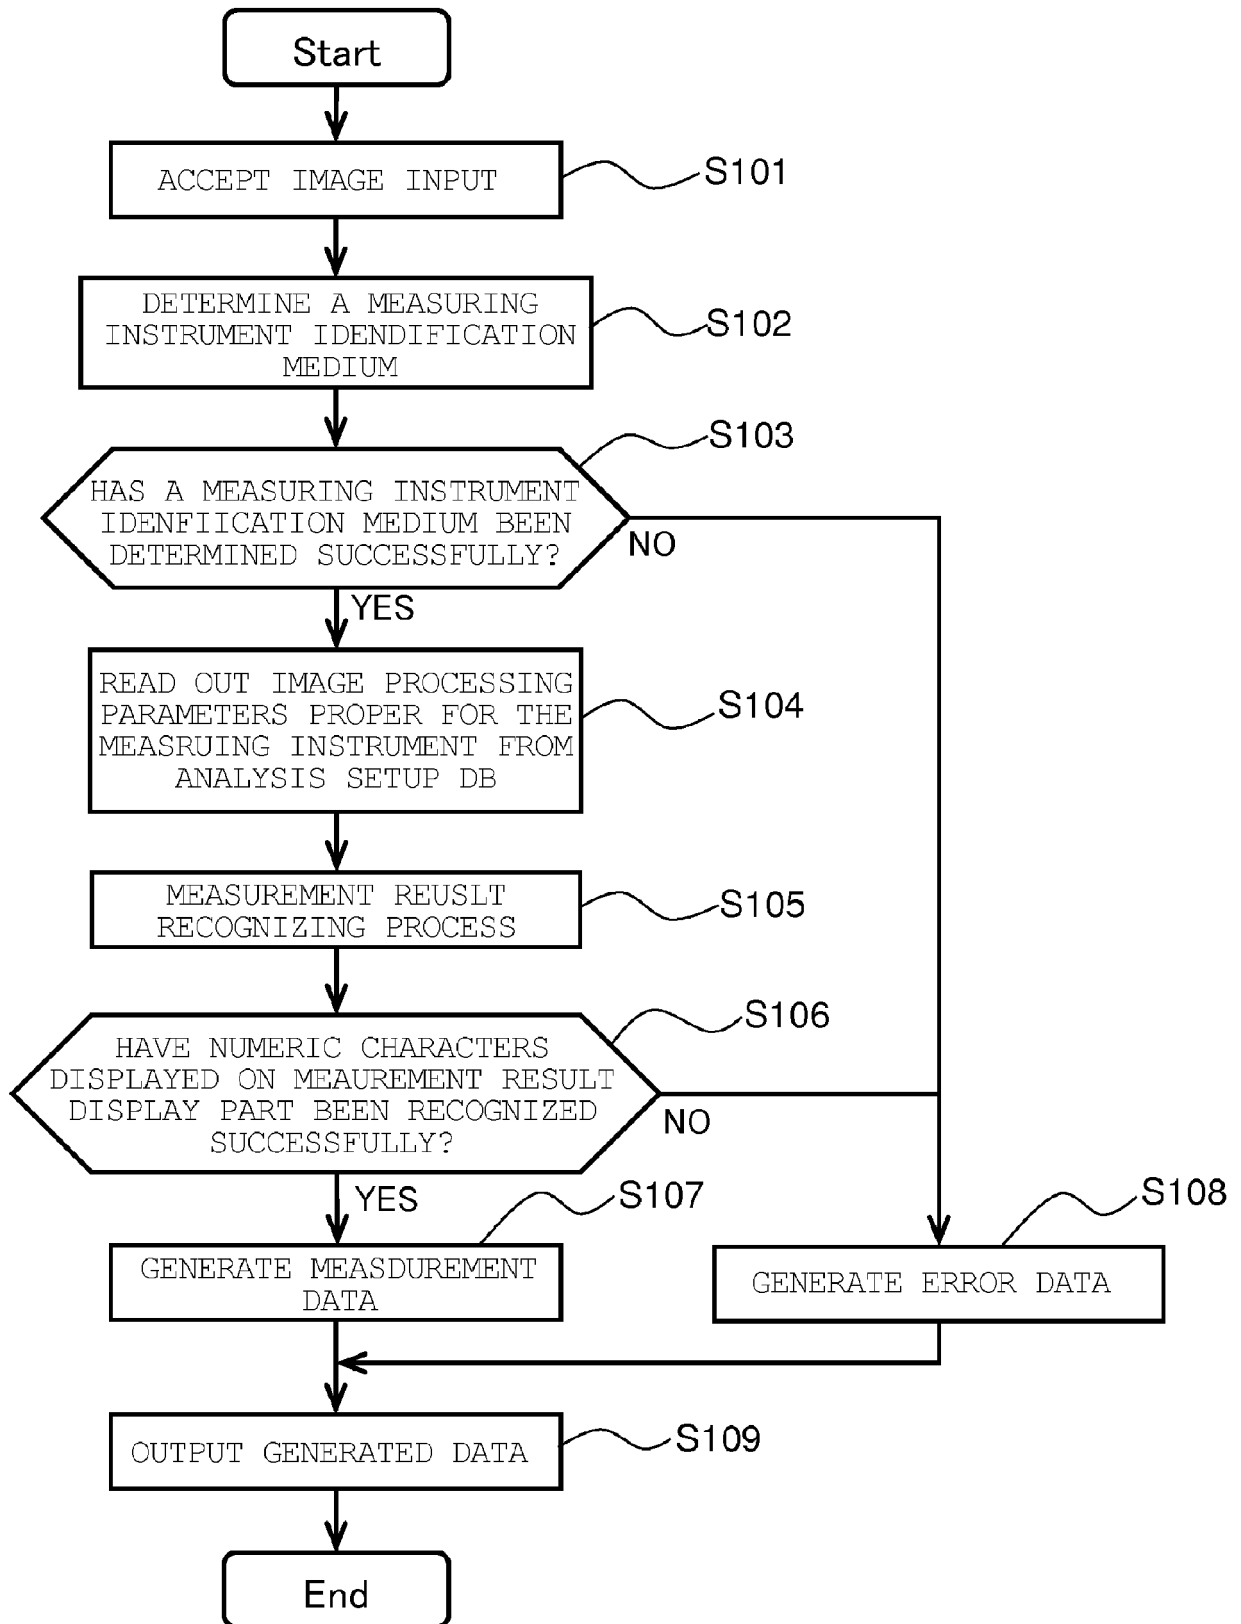 Start
ACCEPT IMAGE INPUT
S101
DETERMINE A MEASURING
INSTRUMENT IDENDIFICATION
MEDIUM
S102
S103
HAS A MEASURING INSTRUMENT
IDENFIICATION MEDIUM BEEN
DETERMINED SUCCESSFULLY?
NO
YES
READ OUT IMAGE PROCESSING
PARAMETERS PROPER FOR THE
MEASRUING INSTRUMENT FROM
ANALYSIS SETUP DB
S104
MEASUREMENT REUSLT
RECOGNIZING PROCESS
S105
S106
HAVE NUMERIC CHARACTERS
DISPLAYED ON MEAUREMENT RESULT
DISPLAY PART BEEN RECOGNIZED
SUCCESSFULLY?
NO
YES
S107
GENERATE MEASDUREMENT
DATA
S108
GENERATE ERROR DATA
OUTPUT GENERATED DATA
S109
End